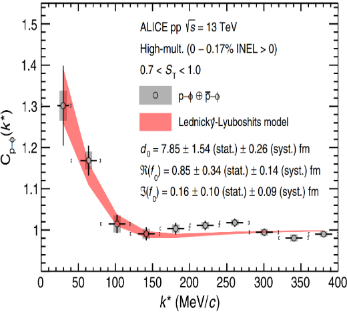 ALICE pp √s = 13 TeV
High-mult. (0 − 0.17% INEL > 0)
0.7 < S_T < 1.0
p–ϕ ⊕ p̄–ϕ
Lednický-Lyuboshits model
d_0 = 7.85 ± 1.54 (stat.) ± 0.26 (syst.) fm
ℜ(f_0) = 0.85 ± 0.34 (stat.) ± 0.14 (syst.) fm
ℑ(f_0) = 0.16 ± 0.10 (stat.) ± 0.09 (syst.) fm
C_p–ϕ(k*)
1.5
1.4
1.3
1.2
1.1
1
0.9
0 50 100 150 200 250 300 350 400
k* (MeV/c)